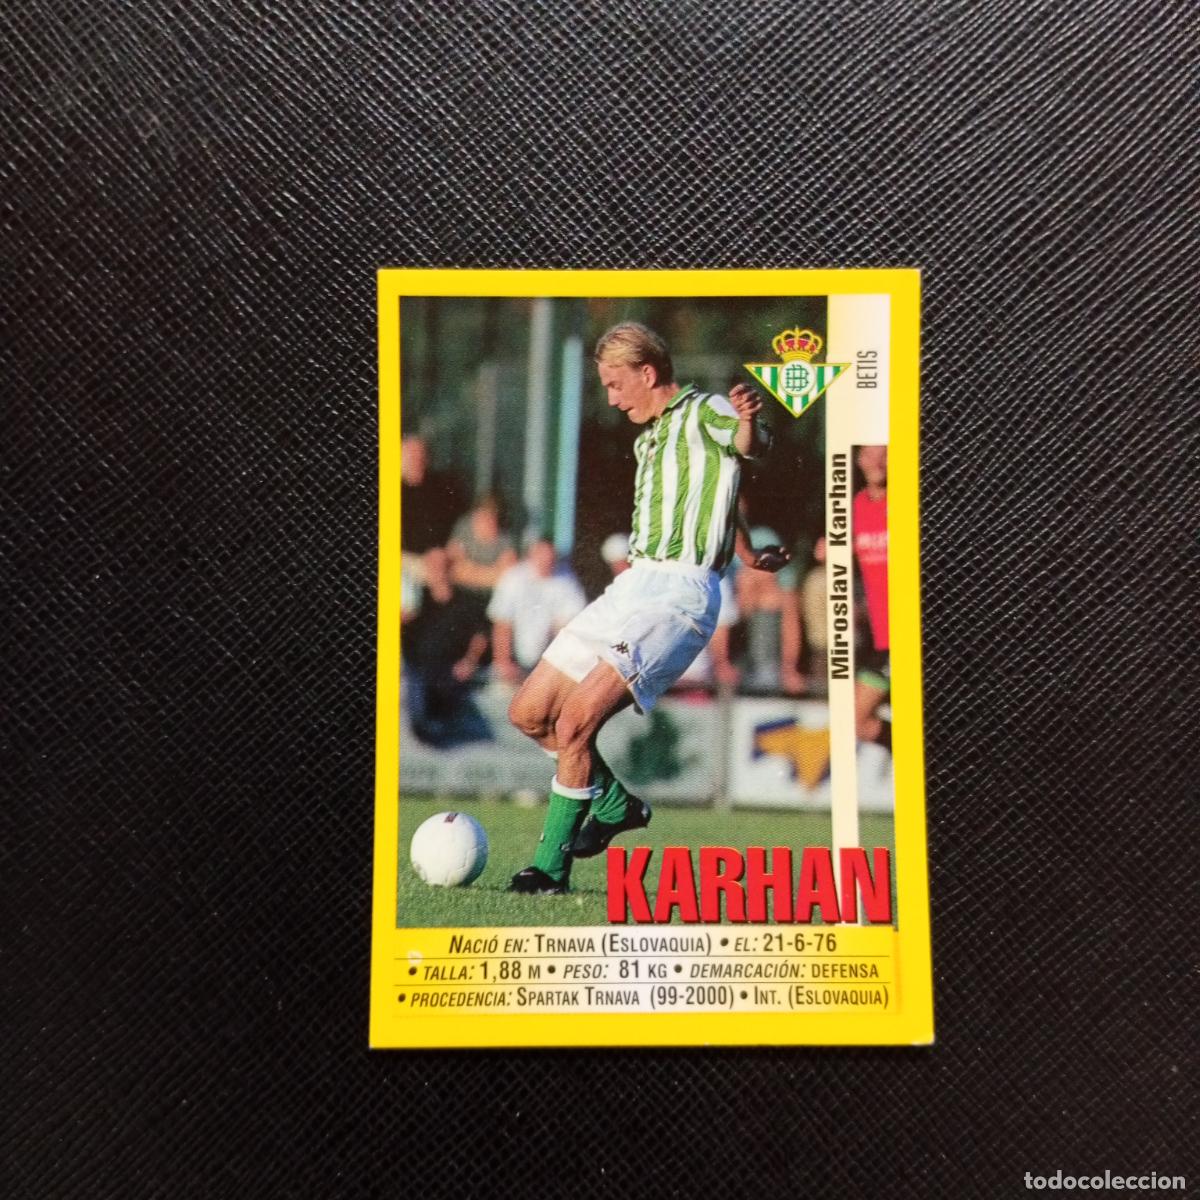 BETIS
Miroslav Karhan
KARHAN
NACIÓ EN: TRNAVA (ESLOVAQUIA) • EL: 21-6-76
• TALLA: 1,88 M • PESO: 81 KG • DEMARCACIÓN: DEFENSA
• PROCEDENCIA: SPARTAK TRNAVA (99-2000) • INT. (ESLOVAQUIA)
todocoleccion